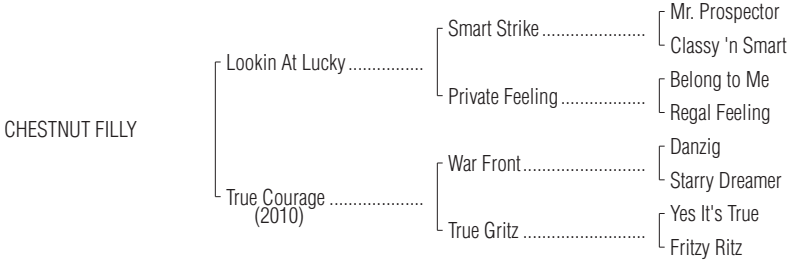 Mr. Prospector
Smart Strike ......................
Classy 'n Smart
Lookin At Lucky ................
Belong to Me
Private Feeling ..................
Regal Feeling
CHESTNUT FILLY
Danzig
War Front ..........................
Starry Dreamer
True Courage ....................
(2010)
Yes It's True
True Gritz ..........................
Fritzy Ritz